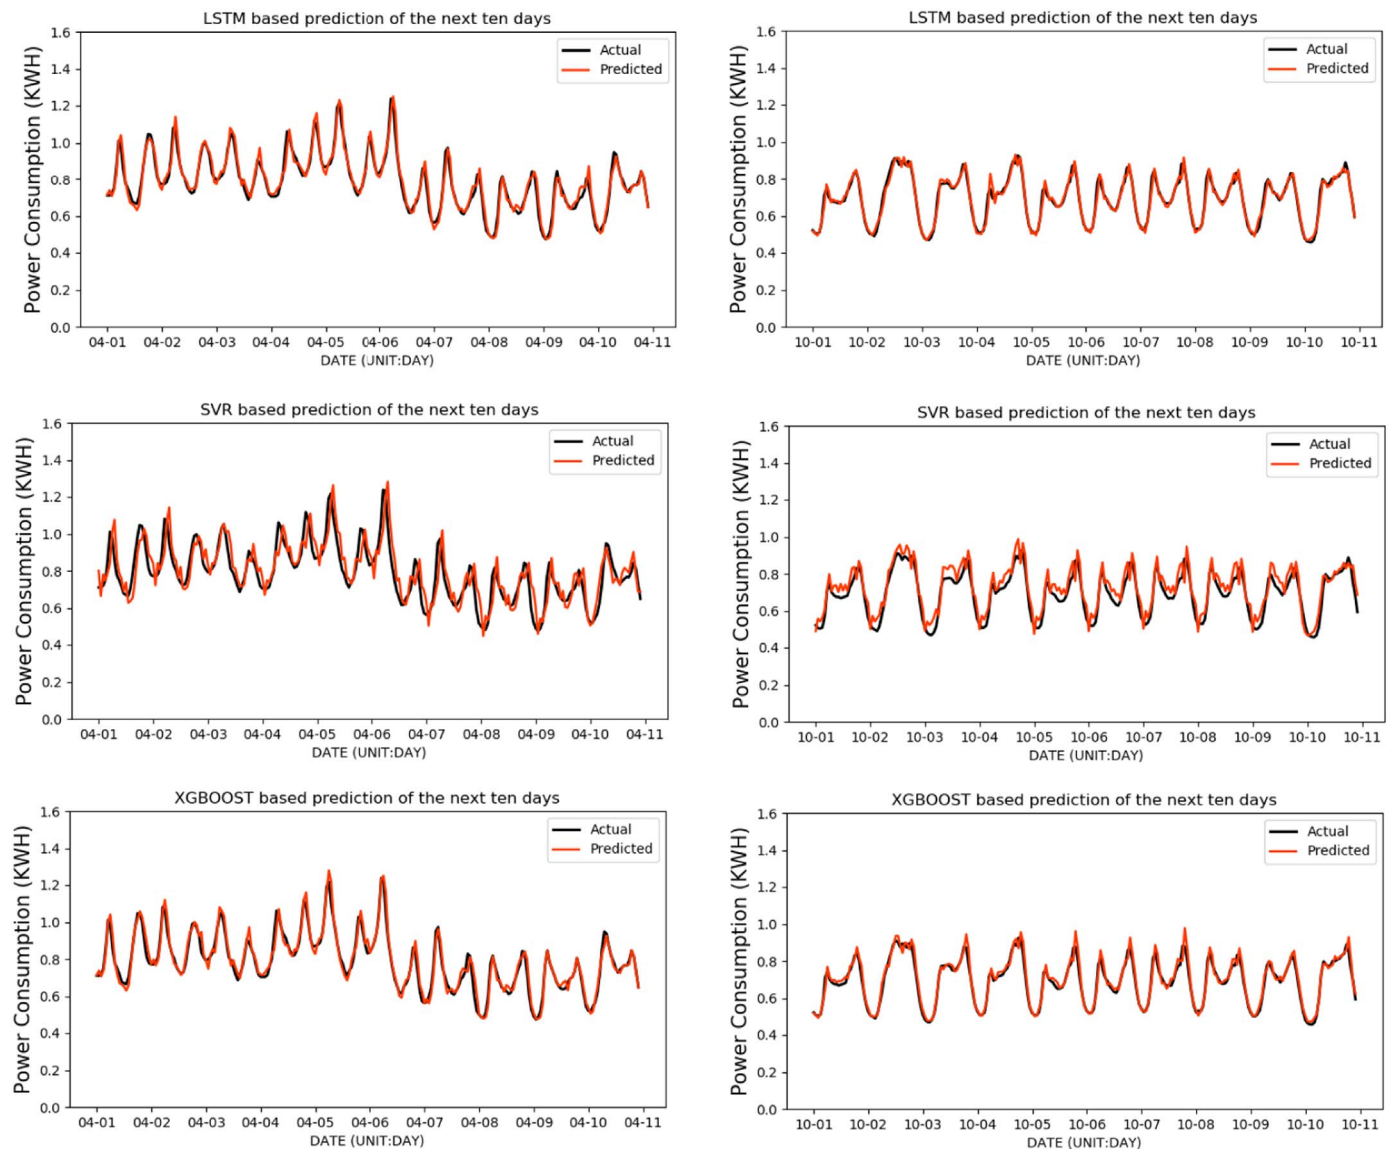 LSTM based prediction of the next ten days
Power Consumption (KWH)
1.6
1.4
1.2
1.0
0.8
0.6
0.4
0.2
0.0
Actual
Predicted
04-01 04-02 04-03 04-04 04-05 04-06 04-07 04-08 04-09 04-10 04-11
DATE (UNIT:DAY)
LSTM based prediction of the next ten days
Power Consumption (KWH)
1.6
1.4
1.2
1.0
0.8
0.6
0.4
0.2
0.0
Actual
Predicted
10-01 10-02 10-03 10-04 10-05 10-06 10-07 10-08 10-09 10-10 10-11
DATE (UNIT:DAY)
SVR based prediction of the next ten days
Power Consumption (KWH)
1.6
1.4
1.2
1.0
0.8
0.6
0.4
0.2
0.0
Actual
Predicted
04-01 04-02 04-03 04-04 04-05 04-06 04-07 04-08 04-09 04-10 04-11
DATE (UNIT:DAY)
SVR based prediction of the next ten days
Power Consumption (KWH)
1.6
1.4
1.2
1.0
0.8
0.6
0.4
0.2
0.0
Actual
Predicted
10-01 10-02 10-03 10-04 10-05 10-06 10-07 10-08 10-09 10-10 10-11
DATE (UNIT:DAY)
XGBOOST based prediction of the next ten days
Power Consumption (KWH)
1.6
1.4
1.2
1.0
0.8
0.6
0.4
0.2
0.0
Actual
Predicted
04-01 04-02 04-03 04-04 04-05 04-06 04-07 04-08 04-09 04-10 04-11
DATE (UNIT:DAY)
XGBOOST based prediction of the next ten days
Power Consumption (KWH)
1.6
1.4
1.2
1.0
0.8
0.6
0.4
0.2
0.0
Actual
Predicted
10-01 10-02 10-03 10-04 10-05 10-06 10-07 10-08 10-09 10-10 10-11
DATE (UNIT:DAY)